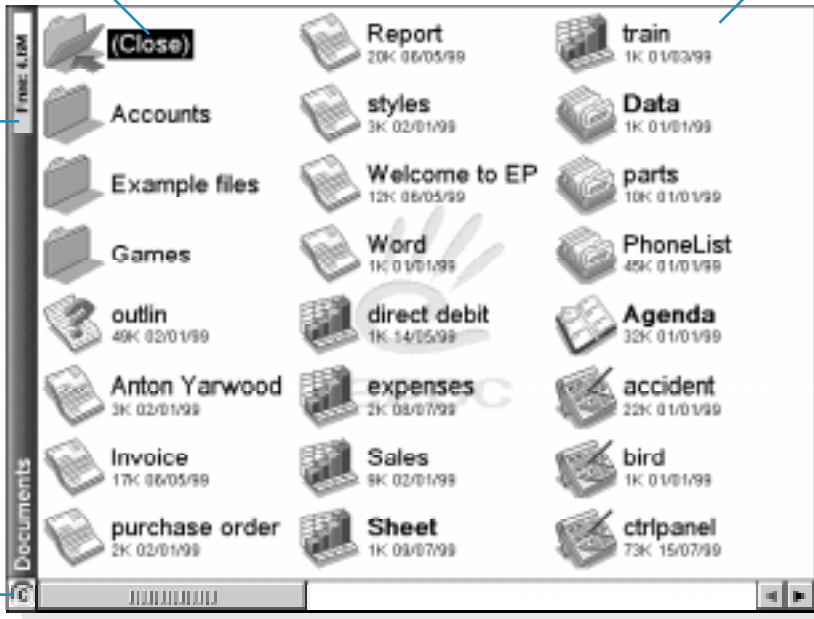 (Close)
Accounts
Example files
Games
outlin
49K 02/01/99
Anton Yarwood
3K 02/01/99
Invoice
17K 06/05/99
purchase order
2K 02/01/99
Report
20K 06/05/99
styles
3K 02/01/99
Welcome to EP
12K 06/05/99
Word
1K 01/01/99
direct debit
1K 14/05/99
expenses
2K 08/07/99
Sales
9K 02/01/99
Sheet
1K 09/07/99
train
1K 01/03/99
Data
1K 01/01/99
parts
10K 01/01/99
PhoneList
45K 01/01/99
Agenda
32K 01/01/99
accident
22K 01/01/99
bird
1K 01/01/99
ctrlpanel
73K 15/07/99
Free: 4.6M
Documents
C